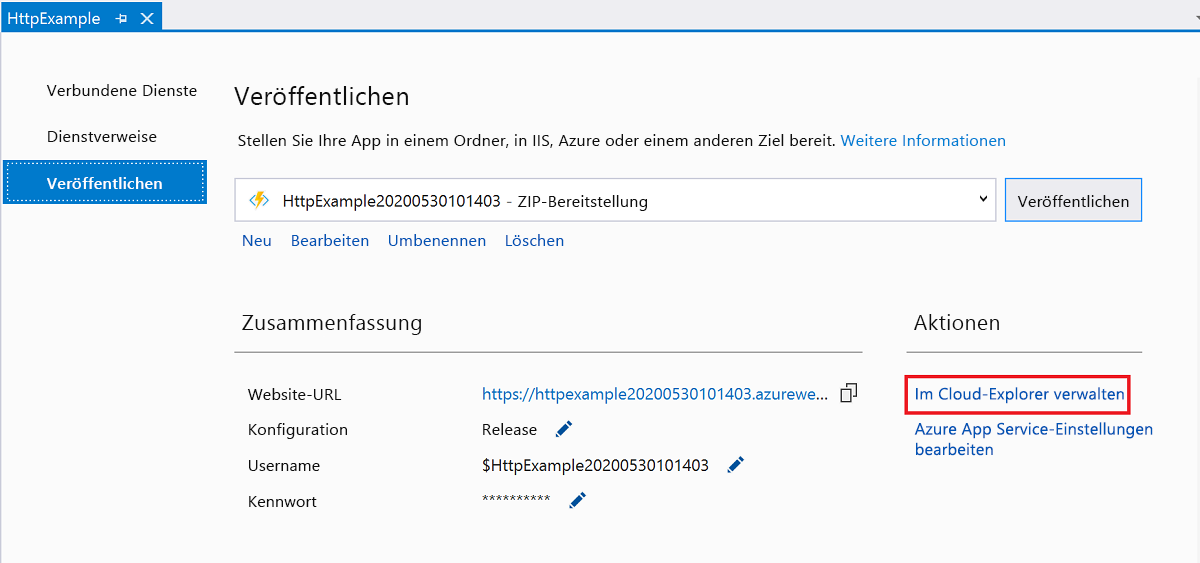 HttpExample
Verbundene Dienste
Dienstverweise
Veröffentlichen
Veröffentlichen
Stellen Sie Ihre App in einem Ordner, in IIS, Azure oder einem anderen Ziel bereit. Weitere Informationen
HttpExample20200530101403 - ZIP-Bereitstellung
Veröffentlichen
Neu Bearbeiten Umbenennen Löschen
Zusammenfassung
Website-URL https://httpexample20200530101403.azurewe...
Konfiguration Release
Username $HttpExample20200530101403
Kennwort **********
Aktionen
Im Cloud-Explorer verwalten
Azure App Service-Einstellungen
bearbeiten